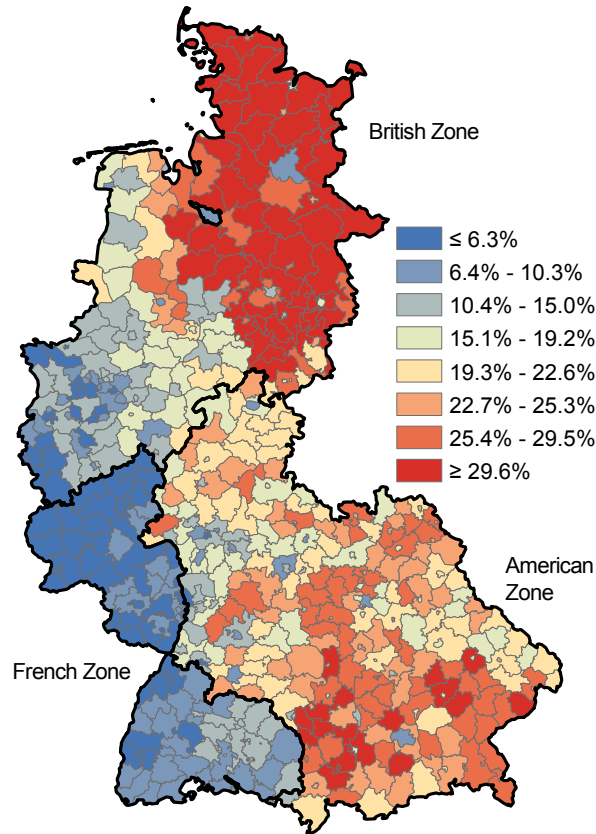 British Zone
≤ 6.3%
6.4% - 10.3%
10.4% - 15.0%
15.1% - 19.2%
19.3% - 22.6%
22.7% - 25.3%
25.4% - 29.5%
≥ 29.6%
American
Zone
French Zone